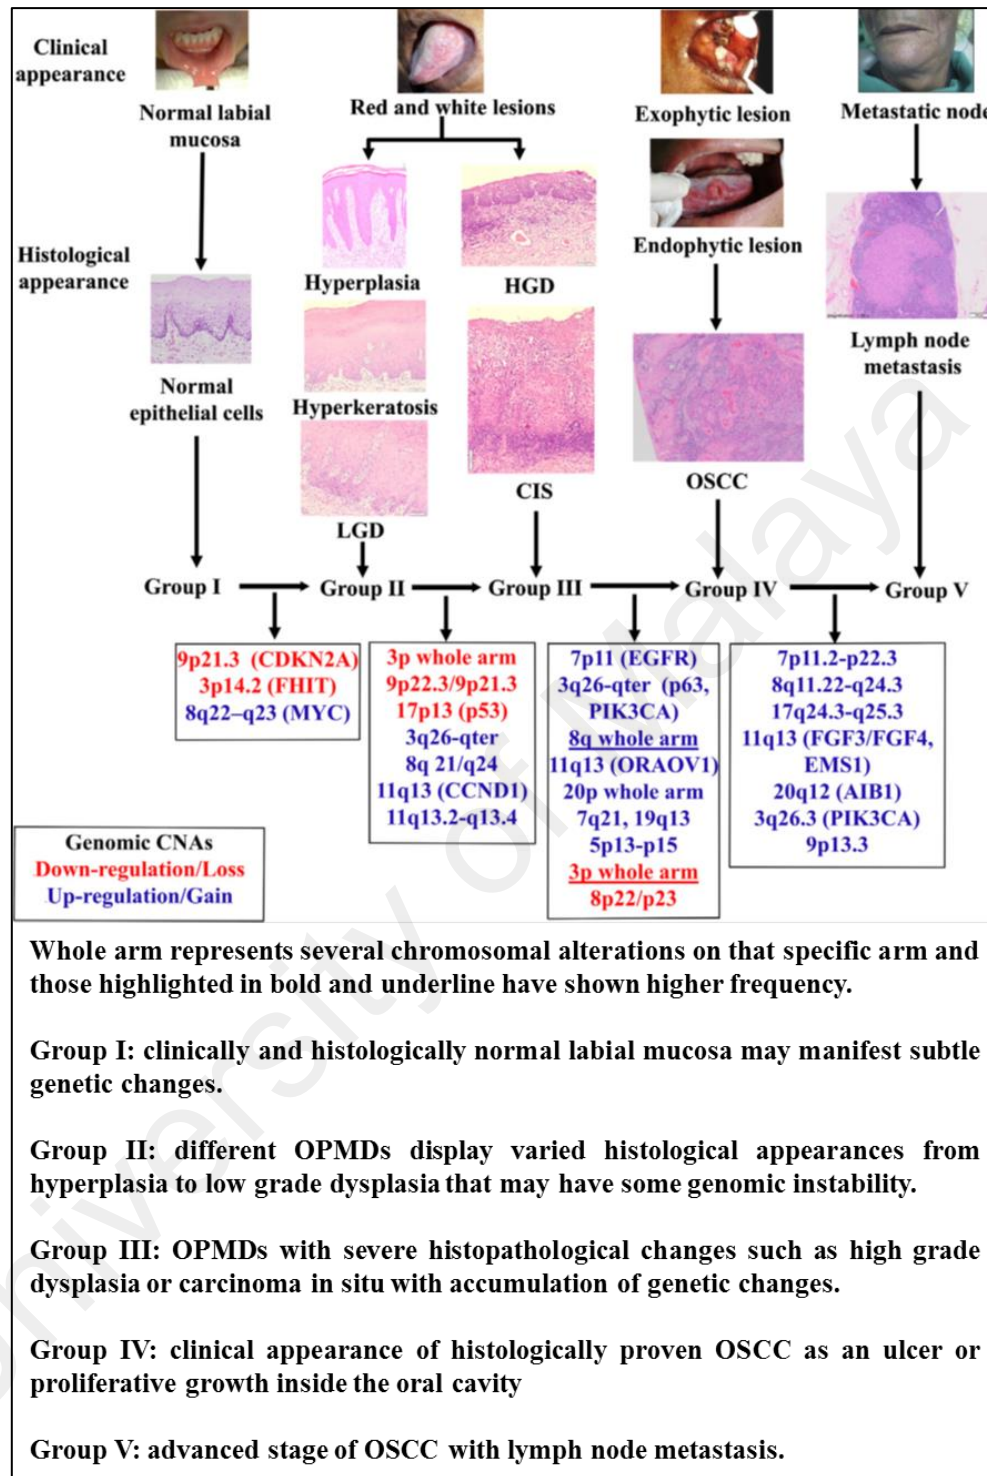 Clinical
appearance
Normal labial
mucosa
Red and white lesions
Exophytic lesion
Metastatic node
Endophytic lesion
Histological
appearance
Hyperplasia
HGD
Lymph node
metastasis
Normal
epithelial cells
Hyperkeratosis
OSCC
CIS
LGD
Group I
Group II
Group III
Group IV
Group V
9p21.3 (CDKN2A)
3p14.2 (FHIT)
8q22–q23 (MYC)
3p whole arm
9p22.3/9p21.3
17p13 (p53)
3q26-qter
8q 21/q24
11q13 (CCND1)
11q13.2-q13.4
7p11 (EGFR)
3q26-qter (p63,
PIK3CA)
8q whole arm
11q13 (ORAOV1)
20p whole arm
7q21, 19q13
5p13-p15
3p whole arm
8p22/p23
7p11.2-p22.3
8q11.22-q24.3
17q24.3-q25.3
11q13 (FGF3/FGF4,
EMS1)
20q12 (AIB1)
3q26.3 (PIK3CA)
9p13.3
Genomic CNAs
Down-regulation/Loss
Up-regulation/Gain
Whole arm represents several chromosomal alterations on that specific arm and
those highlighted in bold and underline have shown higher frequency.
Group I: clinically and histologically normal labial mucosa may manifest subtle
genetic changes.
Group II: different OPMDs display varied histological appearances from
hyperplasia to low grade dysplasia that may have some genomic instability.
Group III: OPMDs with severe histopathological changes such as high grade
dysplasia or carcinoma in situ with accumulation of genetic changes.
Group IV: clinical appearance of histologically proven OSCC as an ulcer or
proliferative growth inside the oral cavity
Group V: advanced stage of OSCC with lymph node metastasis.
University of Malaya